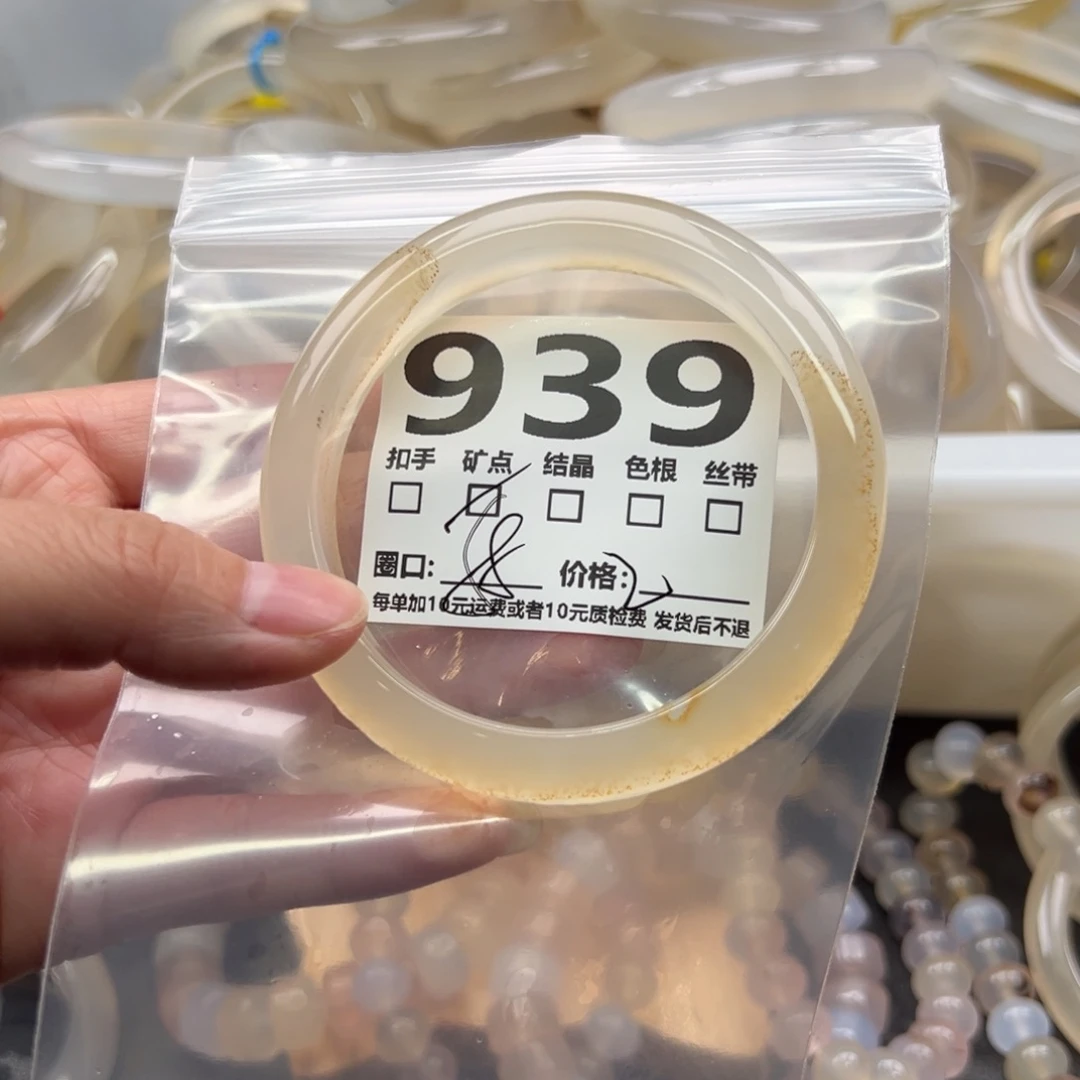 939
扣手 矿点 结晶 色根 丝带
圈口: 价格:
每单加10元运费或者10元质检费 发货后不退